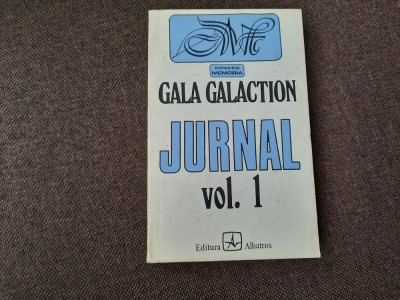 colecția
MEMORIA
GALA GALACTION
JURNAL
vol. 1
Editura Albatros